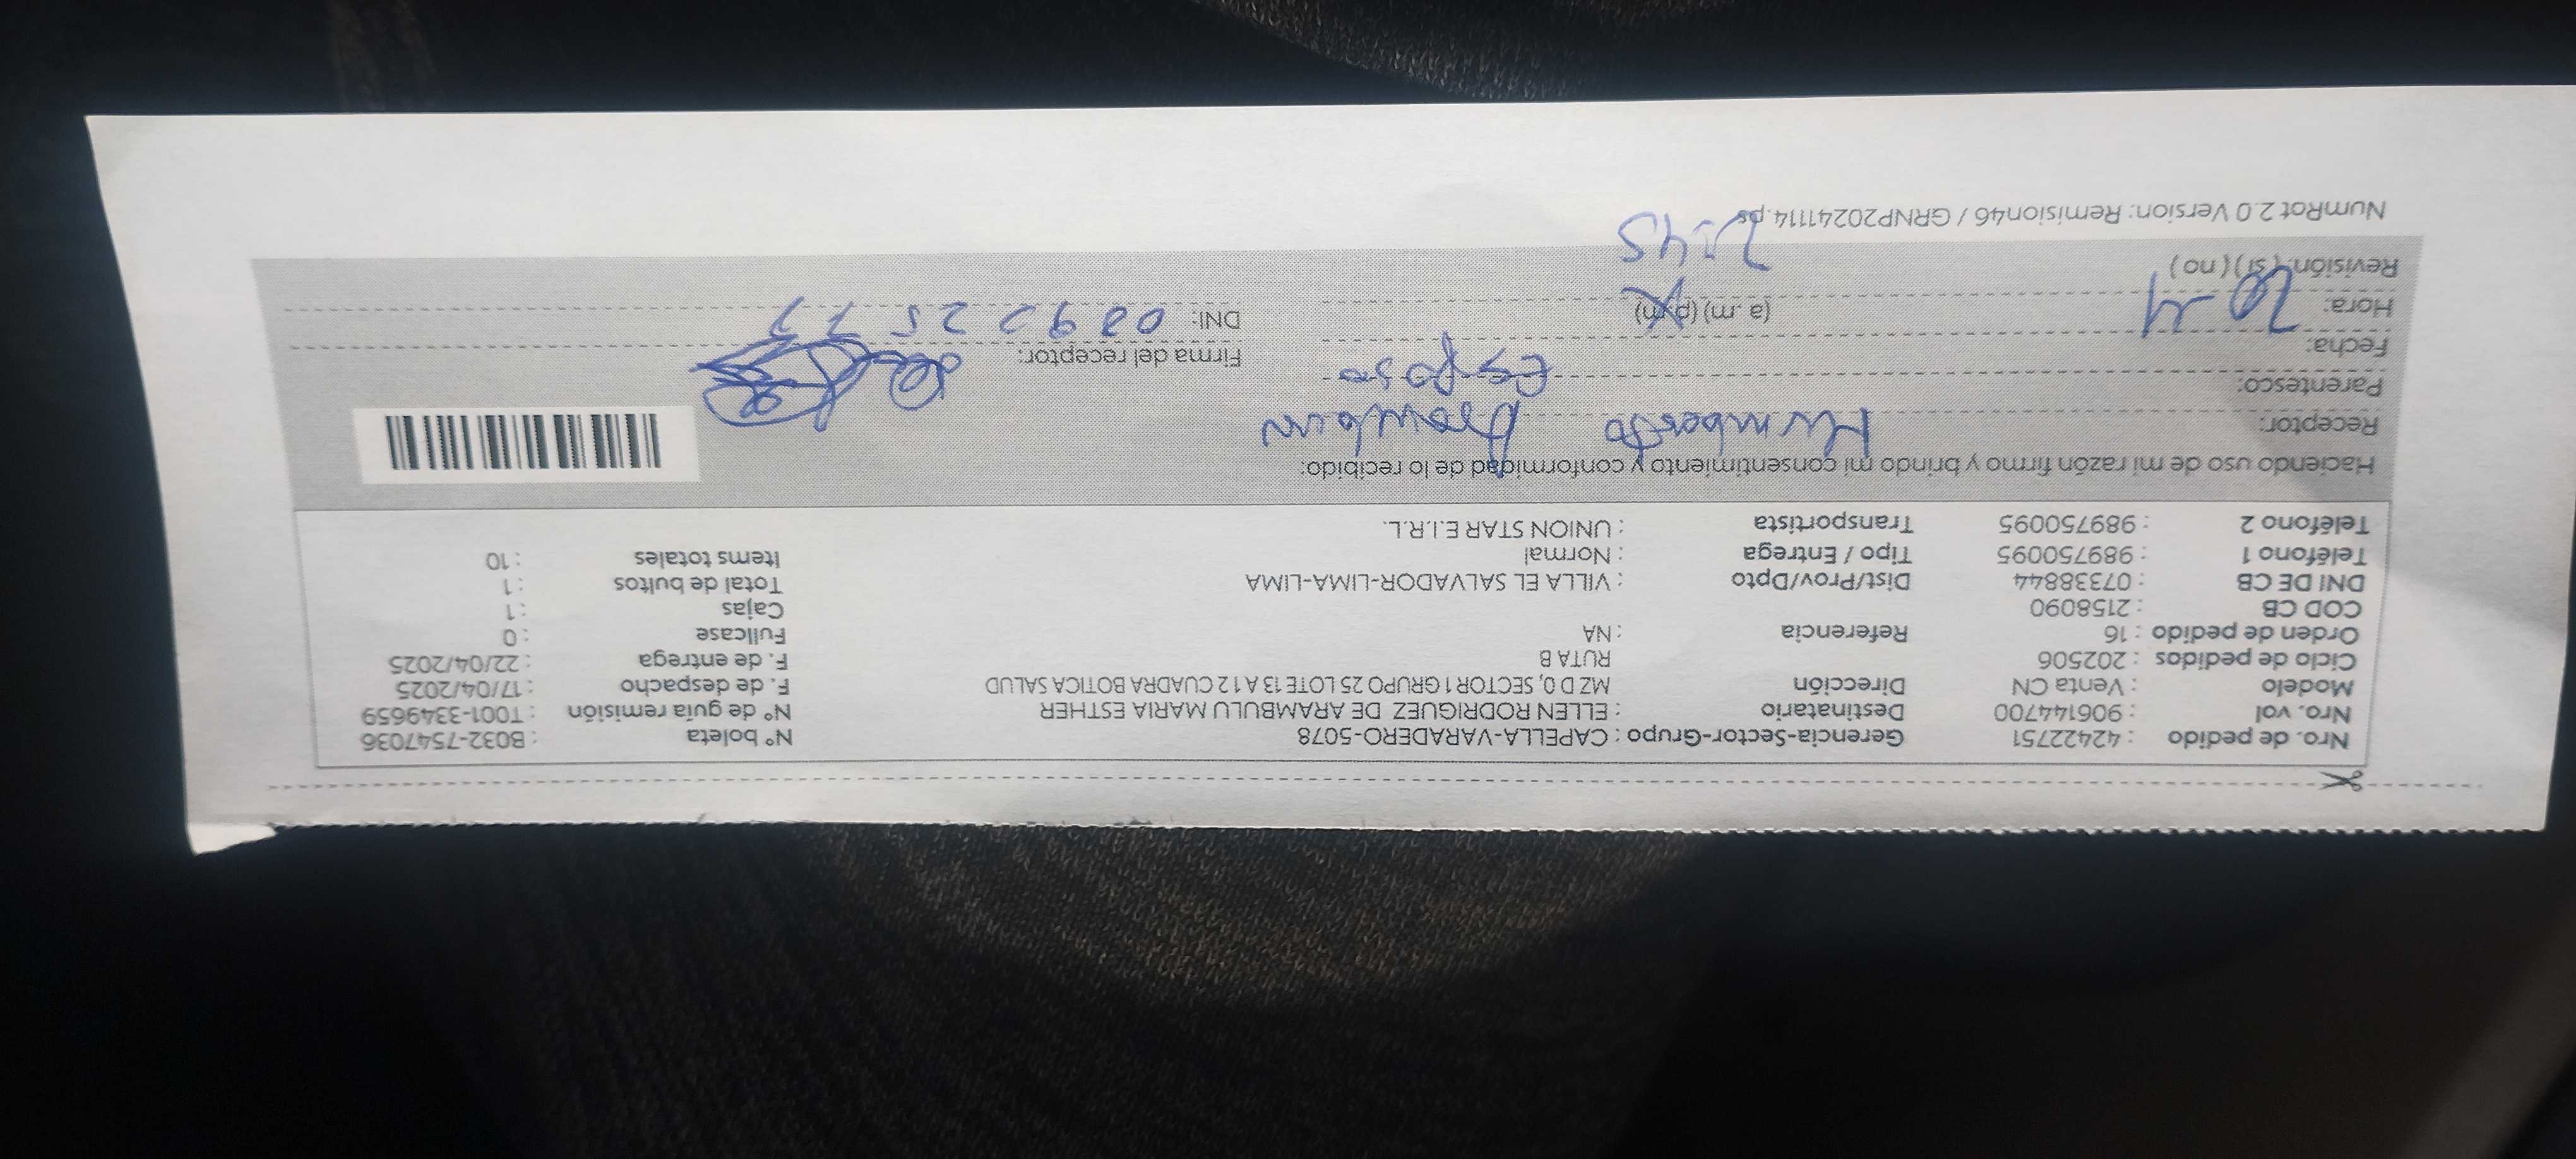 Nro. de pedido : 42422751 Gerencia-Sector-Grupo : CAPELLA-VARADERO-5078 N° boleta : B032-7547036
Nro. vol : 906144700 Destinatario : ELLEN RODRIGUEZ DE ARAMBULU MARIA ESTHER N° de guía remisión : T001-3349659
Modelo : Venta CN Dirección MZ D 0, SECTOR 1 GRUPO 25 LOTE 13 A 12 CUADRA BOTICA SALUD F. de despacho : 17/04/2025
Ciclo de pedidos : 202506 RUTA B F. de entrega : 22/04/2025
Orden de pedido : 16 Referencia : NA Fullcase : 0
COD CB : 2158090 Cajas : 1
DNI DE CB : 07338844 Dist/Prov/Dpto : VILLA EL SALVADOR-LIMA-LIMA Total de bultos : 1
Teléfono 1 : 989750095 Tipo / Entrega : Normal Items totales : 10
Teléfono 2 : 989750095 Transportista : UNION STAR E.I.R.L.
Haciendo uso de mi razón firmo y brindo mi consentimiento y conformidad de lo recibido:
Receptor: Humberto
Parentesco: Esposo
Fecha: Firma del receptor:
Hora: (a.m) (p.m) DNI: 08922577
Revisión: (si) (no)
2:45
NumRot 2.0 Version: Remision46 / GRNP20241114.ps